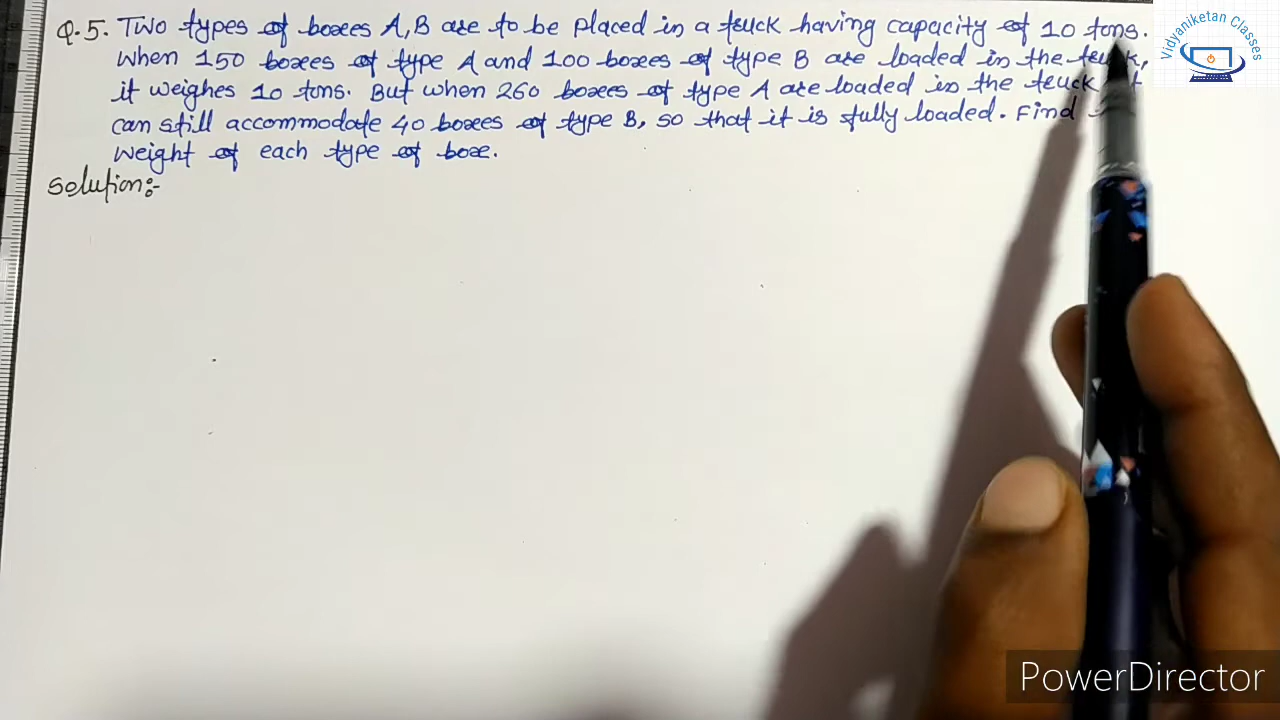 Q.5. Two types of boxes A, B are to be placed in a truck having capacity of 10 tons.
When 150 boxes of type A and 100 boxes of type B are loaded in the truck,
it weighes 10 tons. But when 260 boxes of type A are loaded in the truck
can still accommodate 40 boxes of type B, so that it is fully loaded. Find
weight of each type of box.
Solution:-
Vidyaniketan Classes
PowerDirector